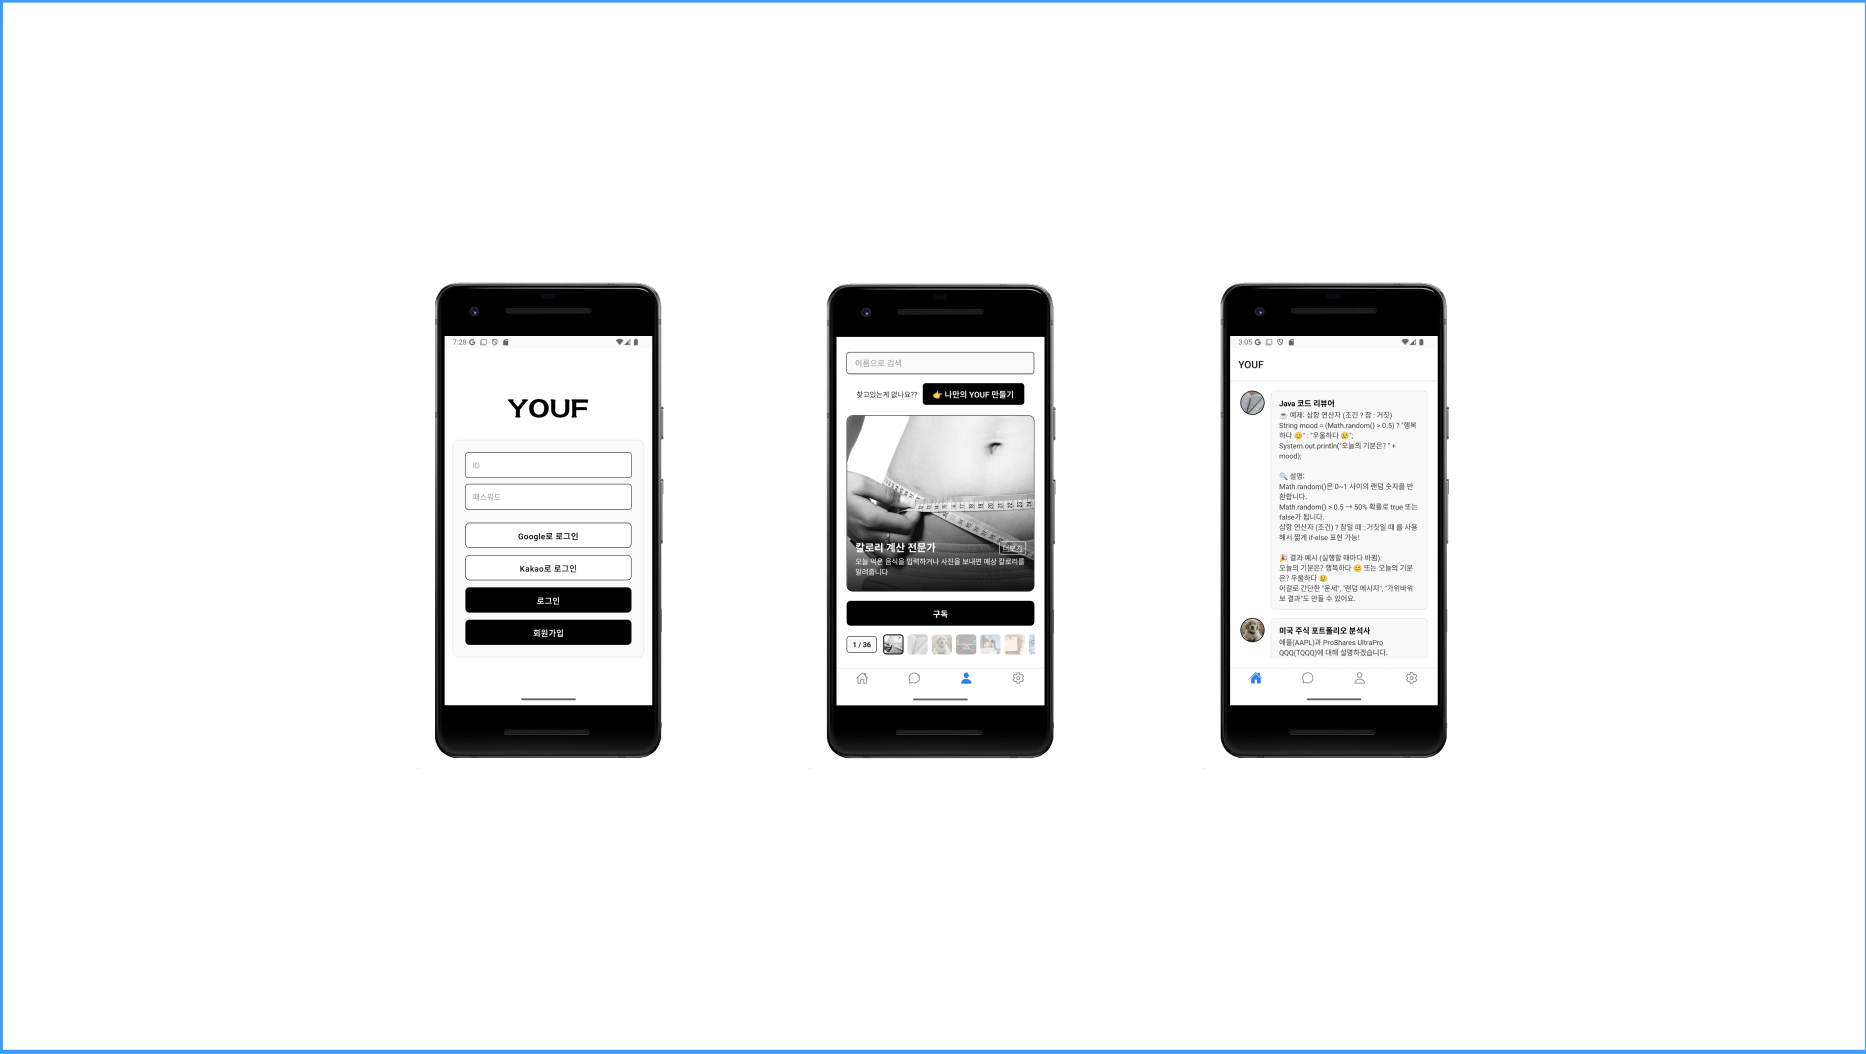 7:28
YOUF
ID
패스워드
Google로 로그인
Kakao로 로그인
로그인
회원가입
이름으로 검색
찾고있는게 없나요??
👉 나만의 YOUF 만들기
칼로리 계산 전문가
더보기
오늘 먹은 음식을 입력하거나 사진을 보내면 예상 칼로리를
알려줍니다
구독
1 / 36
3:05
YOUF
Java 코드 리뷰어
☕ 예제: 삼항 연산자 (조건 ? 참 : 거짓)
String mood = (Math.random() > 0.5) ? "행복
하다 😊" : "우울하다 😢";
System.out.println("오늘의 기분은? " +
mood);
🔍 설명:
Math.random()은 0~1 사이의 랜덤 숫자를 반
환합니다.
Math.random() > 0.5 → 50% 확률로 true 또는
false가 됩니다.
삼항 연산자 (조건) ? 참일 때 : 거짓일 때 를 사용
해서 짧게 if-else 표현 가능!
🎉 결과 예시 (실행할 때마다 바뀜):
오늘의 기분은? 행복하다 😊 또는 오늘의 기분
은? 우울하다 😢
이걸로 간단한 "운세", "랜덤 메시지", "가위바위
보 결과"도 만들 수 있어요.
미국 주식 포트폴리오 분석사
애플(AAPL)과 ProShares UltraPro
QQQ(TQQQ)에 대해 설명하겠습니다.